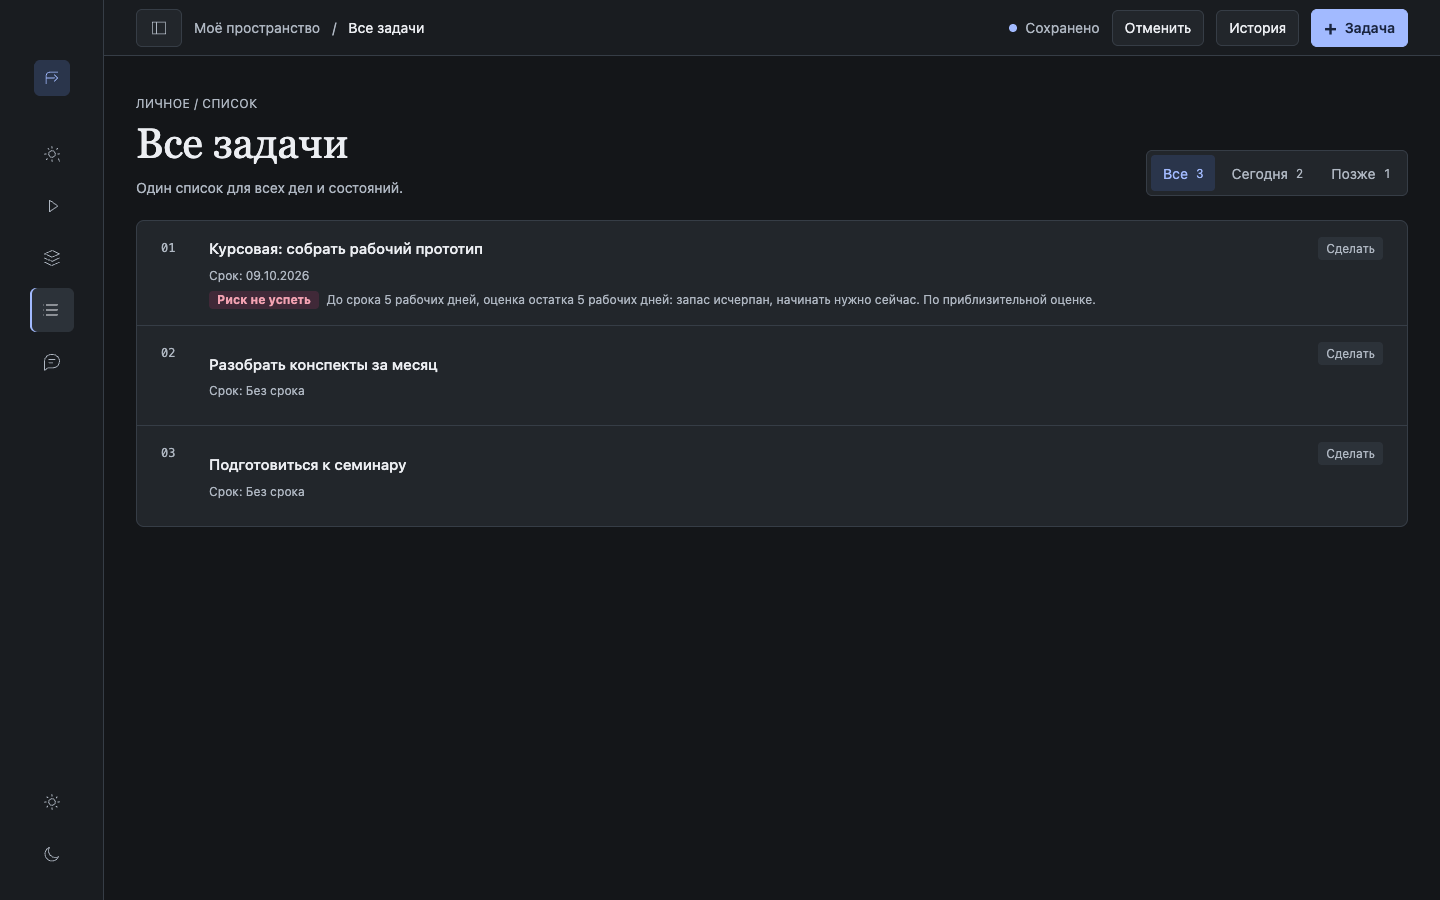 Моё пространство / Все задачи
Сохранено
Отменить
История
+ Задача
ЛИЧНОЕ / СПИСОК
Все задачи
Один список для всех дел и состояний.
Все 3
Сегодня 2
Позже 1
01
Курсовая: собрать рабочий прототип
Сделать
Срок: 09.10.2026
Риск не успеть До срока 5 рабочих дней, оценка остатка 5 рабочих дней: запас исчерпан, начинать нужно сейчас. По приблизительной оценке.
02
Разобрать конспекты за месяц
Сделать
Срок: Без срока
03
Подготовиться к семинару
Сделать
Срок: Без срока